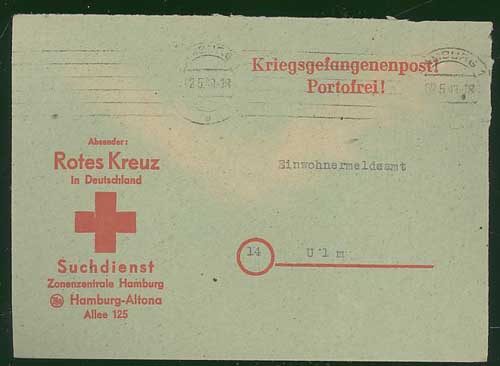 Kriegsgefangenenpost!
Portofrei!
Absender:
Rotes Kreuz
in Deutschland
Einwohnermeldeamt
14
Ulm
Suchdienst
Zonenzentrale Hamburg
Hamburg-Altona
Allee 125